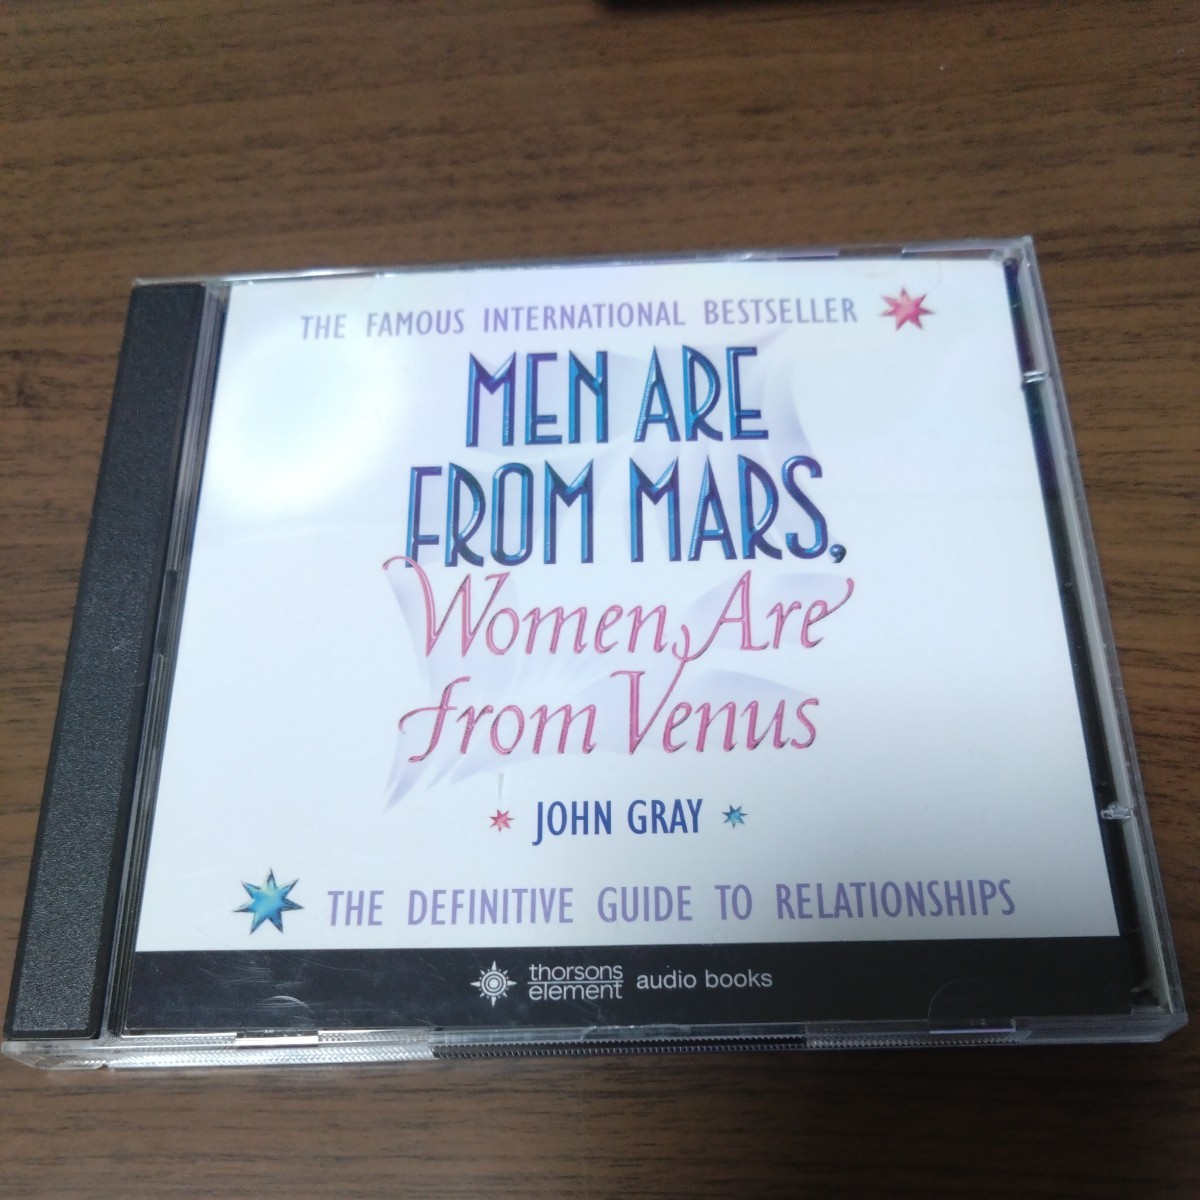 THE FAMOUS INTERNATIONAL BESTSELLER
MEN ARE
FROM MARS,
Women Are
from Venus
JOHN GRAY
THE DEFINITIVE GUIDE TO RELATIONSHIPS
thorsons
element
audio books